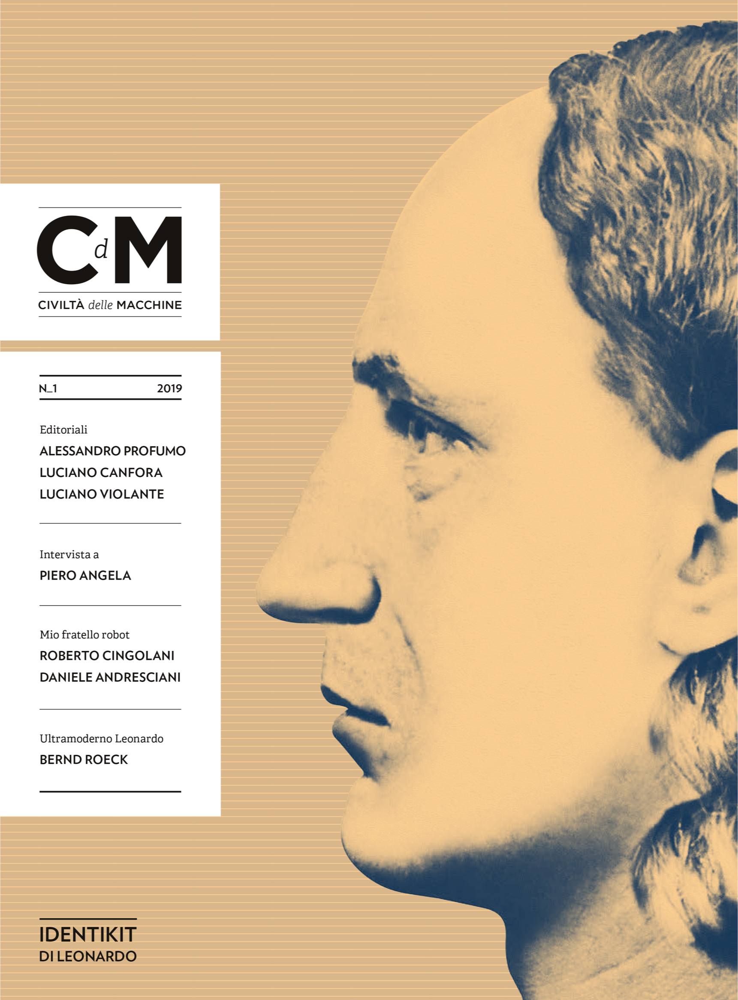 CdM
CIVILTÀ delle MACCHINE
N_1 2019
Editoriali
ALESSANDRO PROFUMO
LUCIANO CANFORA
LUCIANO VIOLANTE
Intervista a
PIERO ANGELA
Mio fratello robot
ROBERTO CINGOLANI
DANIELE ANDRESCIANI
Ultramoderno Leonardo
BERND ROECK
IDENTIKIT
DI LEONARDO